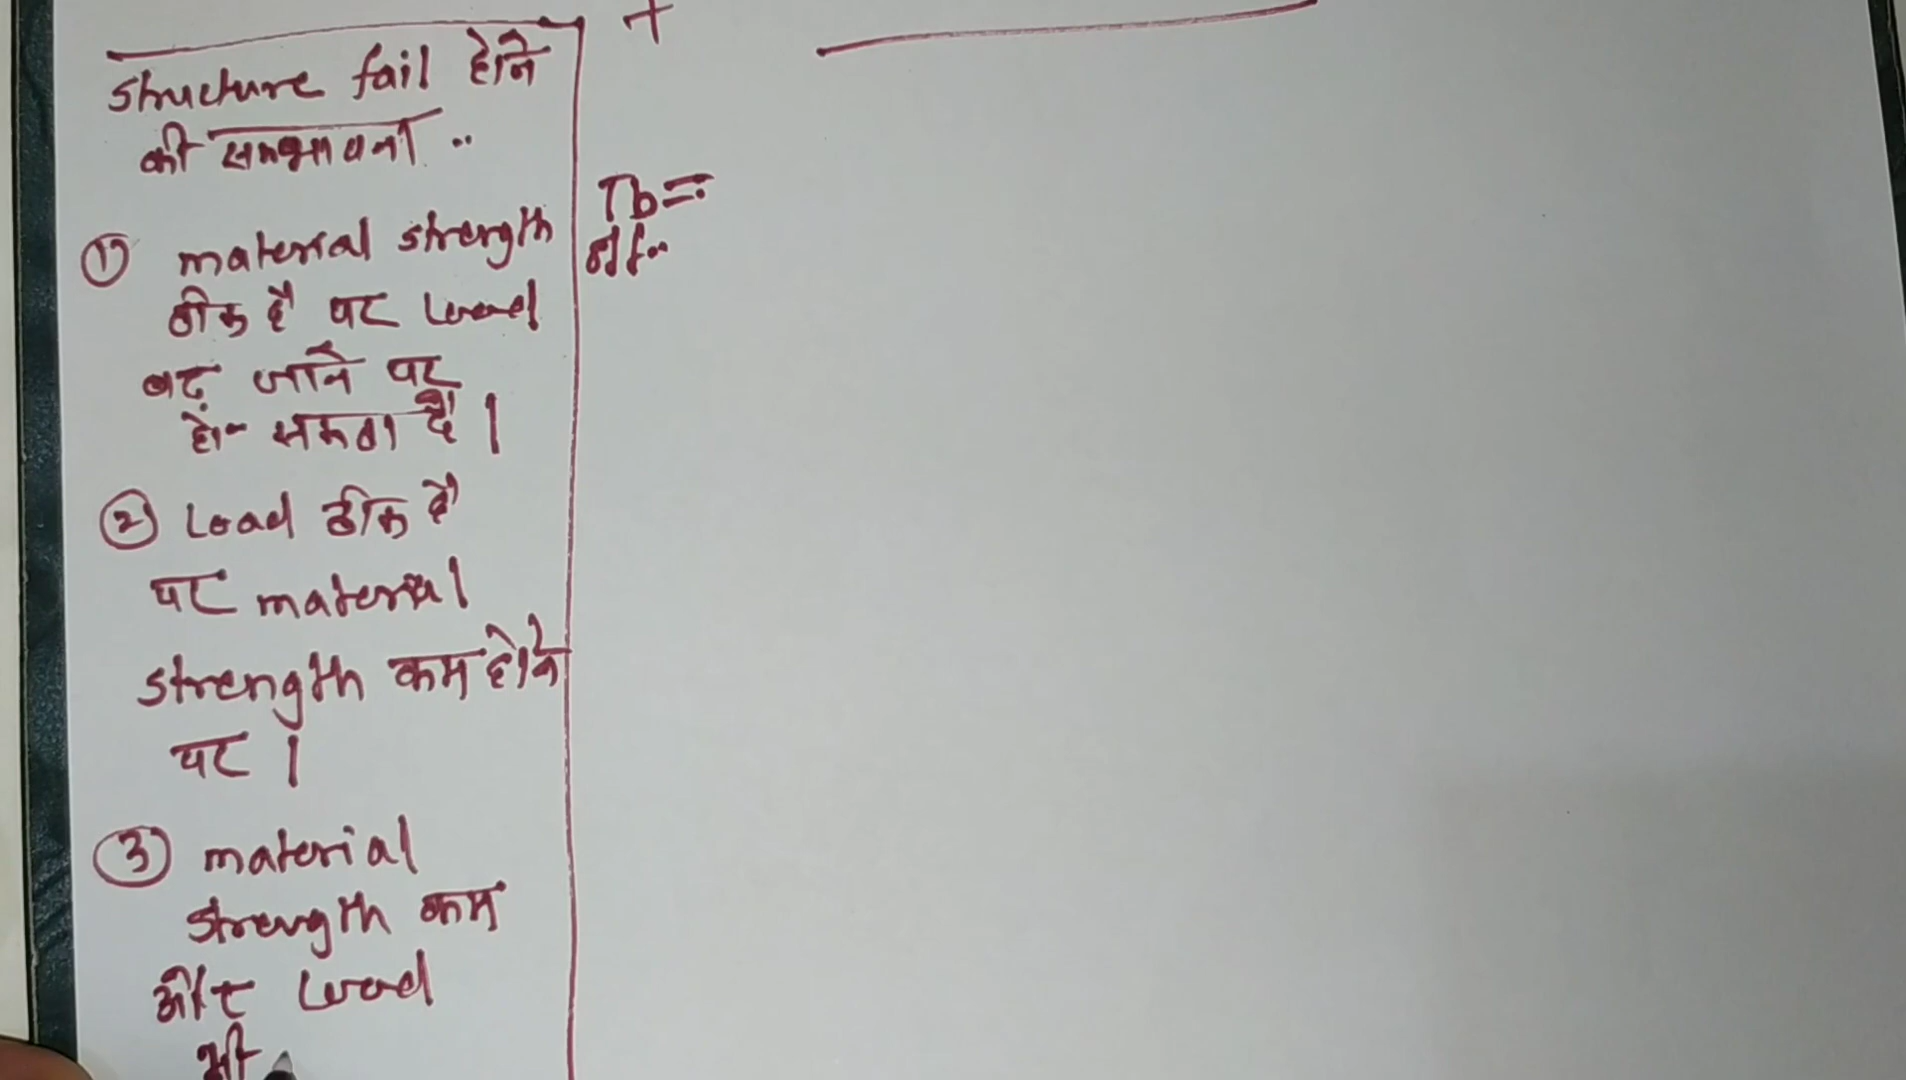 structure fail होने
की सम्भावना ..
① material strength
ठीक है पर Load
बढ़ जाने पर
हो- सकता है ।
② Load ठीक है
पर material
strength कम होने
पर ।
③ material
strength कम
और Load
भी
+
Tb=